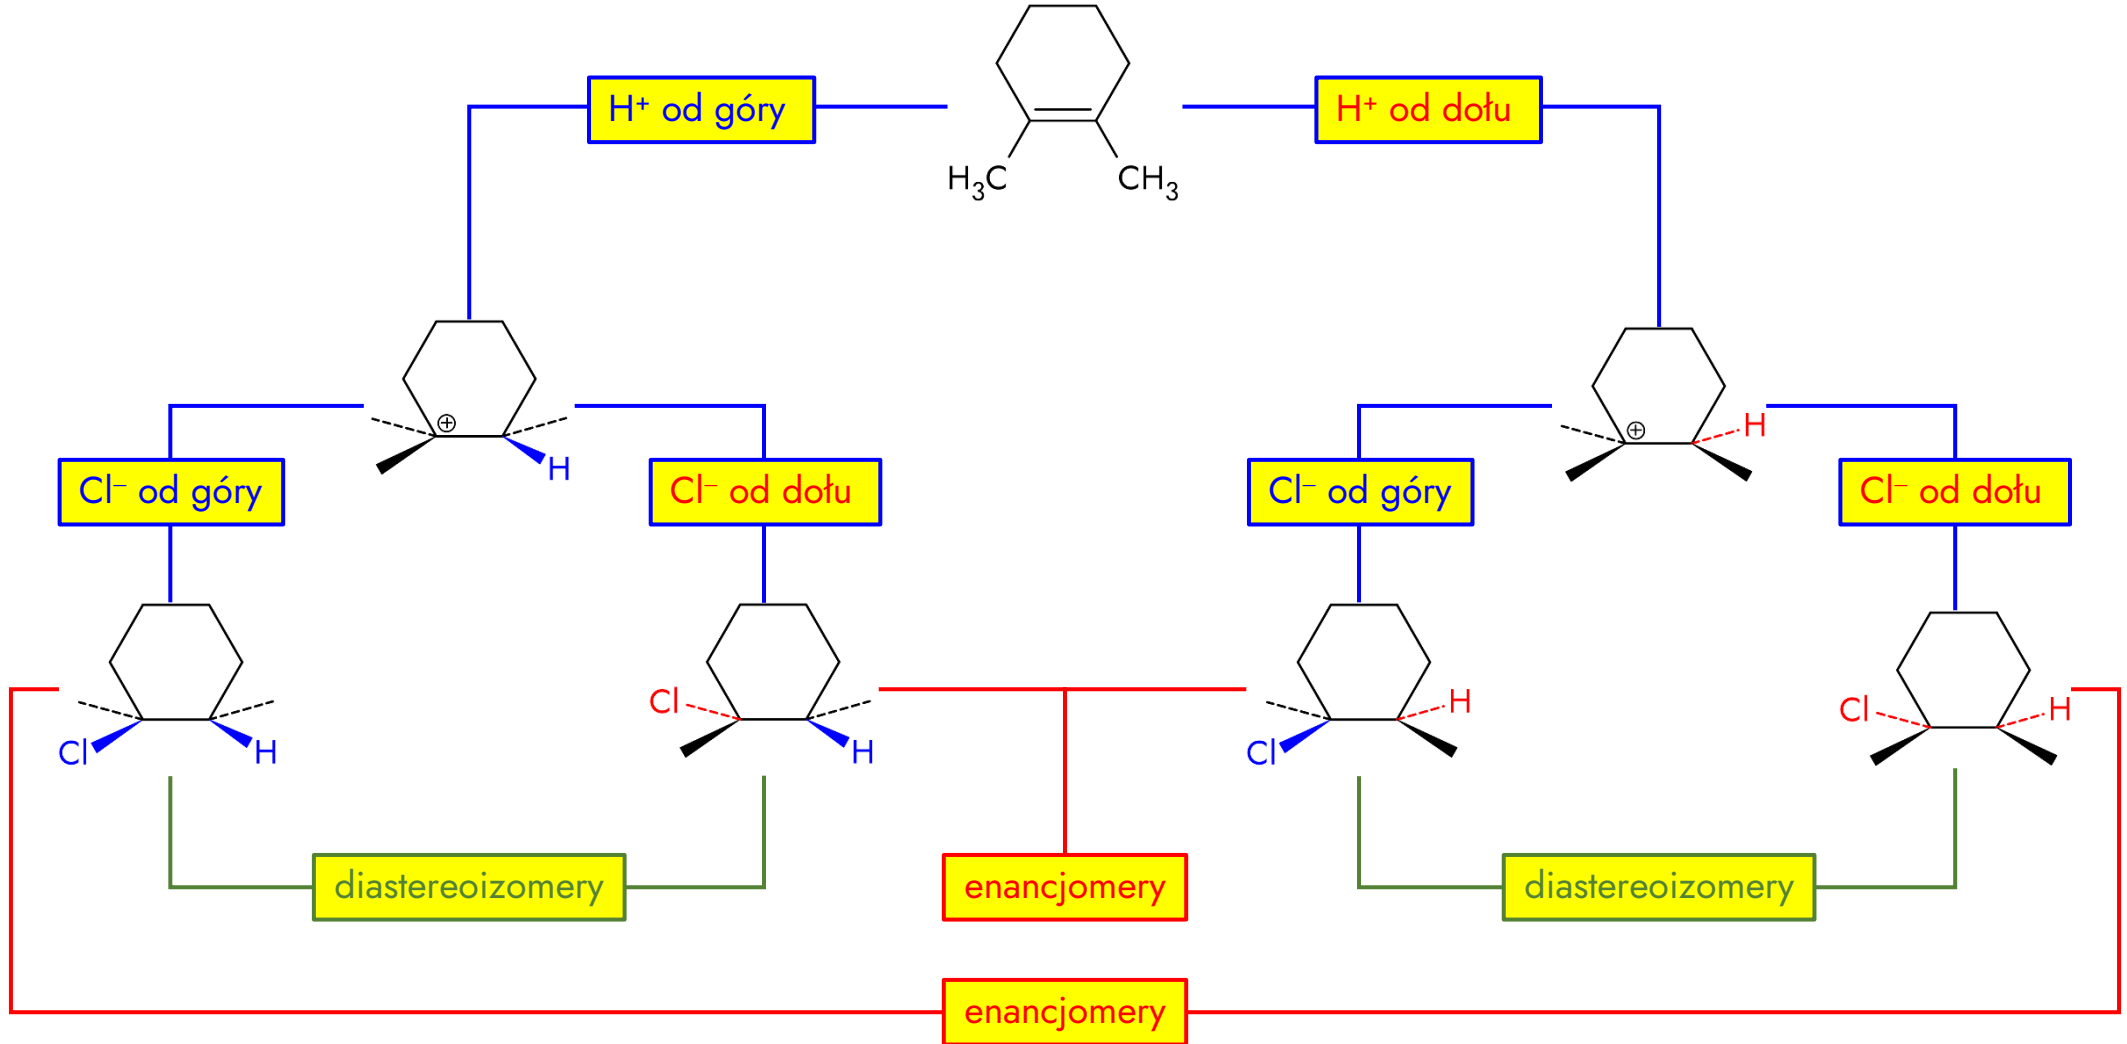 H⁺ od góry
H⁺ od dołu
H₃C
CH₃
⊕
H
⊕
H
Cl⁻ od góry
Cl⁻ od dołu
Cl⁻ od góry
Cl⁻ od dołu
Cl
H
Cl
H
Cl
H
Cl
H
diastereoizomery
enancjomery
diastereoizomery
enancjomery